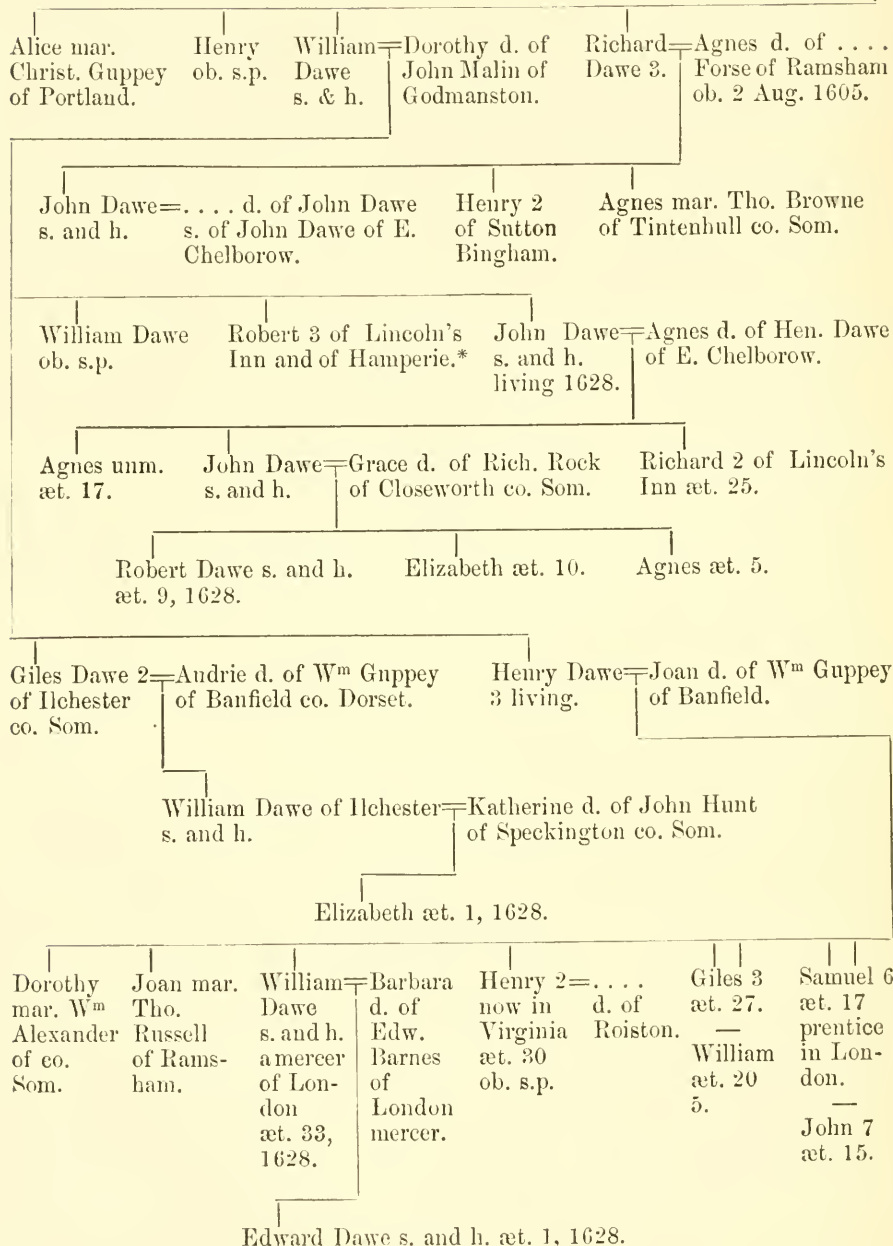 Alice mar. Christ. Guppey of Portland.
Henry ob. s.p.
William Dawe s. & h. = Dorothy d. of John Malin of Godmanston.
Richard Dawe 3. = Agnes d. of .... Forse of Ramsham ob. 2 Aug. 1605.
John Dawe s. and h. = .... d. of John Dawe s. of John Dawe of E. Chelborow.
Henry 2 of Sutton Bingham.
Agnes mar. Tho. Browne of Tintenhull co. Som.
William Dawe ob. s.p.
Robert 3 of Lincoln's Inn and of Hamperie.*
John Dawe s. and h. living 1628. = Agnes d. of Hen. Dawe of E. Chelborow.
Agnes unm. æt. 17.
John Dawe s. and h. = Grace d. of Rich. Rock of Closeworth co. Som.
Richard 2 of Lincoln's Inn æt. 25.
Robert Dawe s. and h. æt. 9, 1628.
Elizabeth æt. 10.
Agnes æt. 5.
Giles Dawe 2 of Ilchester co. Som. = Audrie d. of Wm Guppey of Banfield co. Dorset.
Henry Dawe 3 living. = Joan d. of Wm Guppey of Banfield.
William Dawe of Ilchester s. and h. = Katherine d. of John Hunt of Speckington co. Som.
Elizabeth æt. 1, 1628.
Dorothy mar. Wm Alexander of co. Som.
Joan mar. Tho. Russell of Ramsham.
William Dawe s. and h. a mercer of London æt. 33, 1628. = Barbara d. of Edw. Barnes of London mercer.
Henry 2 now in Virginia æt. 30 ob. s.p. = .... d. of Roiston.
Giles 3 æt. 27.
—
William æt. 20 5.
Samuel 6 æt. 17 prentice in London.
—
John 7 æt. 15.
Edward Dawe s. and h. æt. 1, 1628.